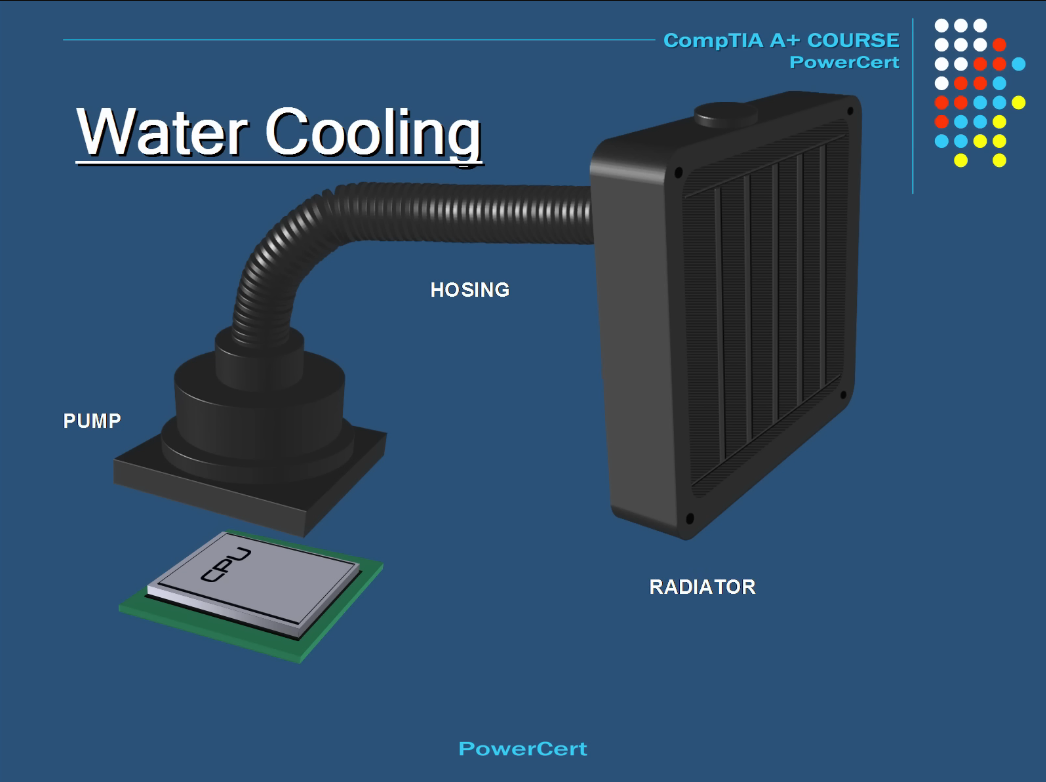 CompTIA A+ COURSE
PowerCert
Water Cooling
HOSING
PUMP
CPU
RADIATOR
PowerCert